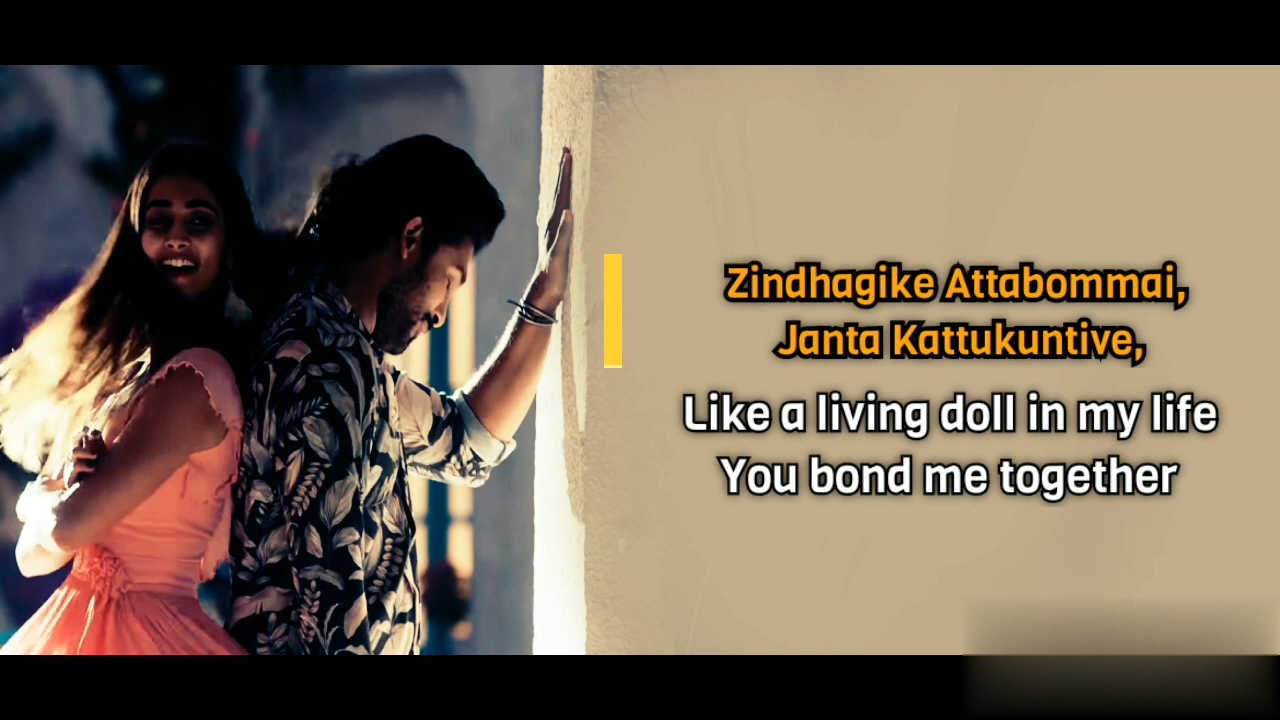 Zindhagike Attabommai,
Janta Kattukuntive,
Like a living doll in my life
You bond me together